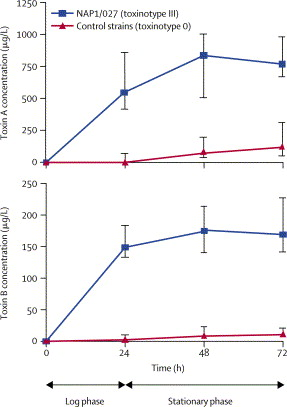 NAP1/027 (toxinotype III)
Control strains (toxinotype 0)
Toxin A concentration (μg/L)
1250
1000
750
500
250
0
Toxin B concentration (μg/L)
250
200
150
100
50
0
0
24
48
72
Time (h)
Log phase
Stationary phase